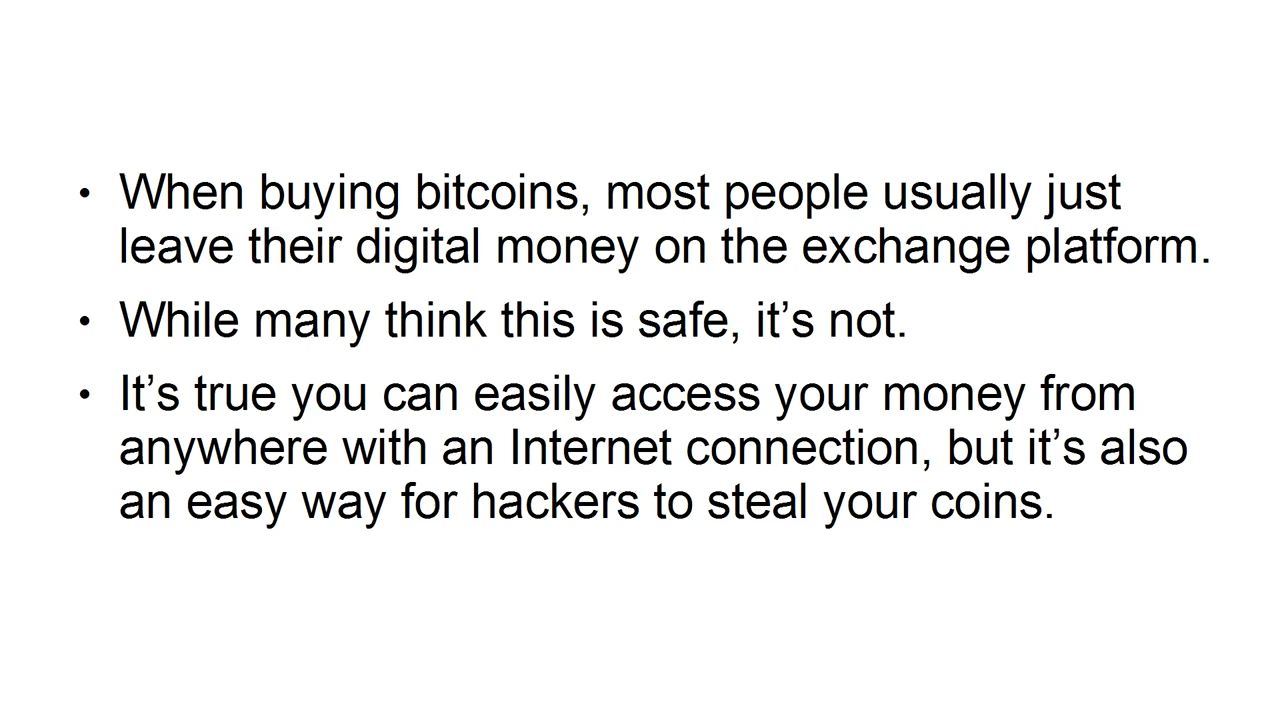 • When buying bitcoins, most people usually just
leave their digital money on the exchange platform.
• While many think this is safe, it’s not.
• It’s true you can easily access your money from
anywhere with an Internet connection, but it’s also
an easy way for hackers to steal your coins.